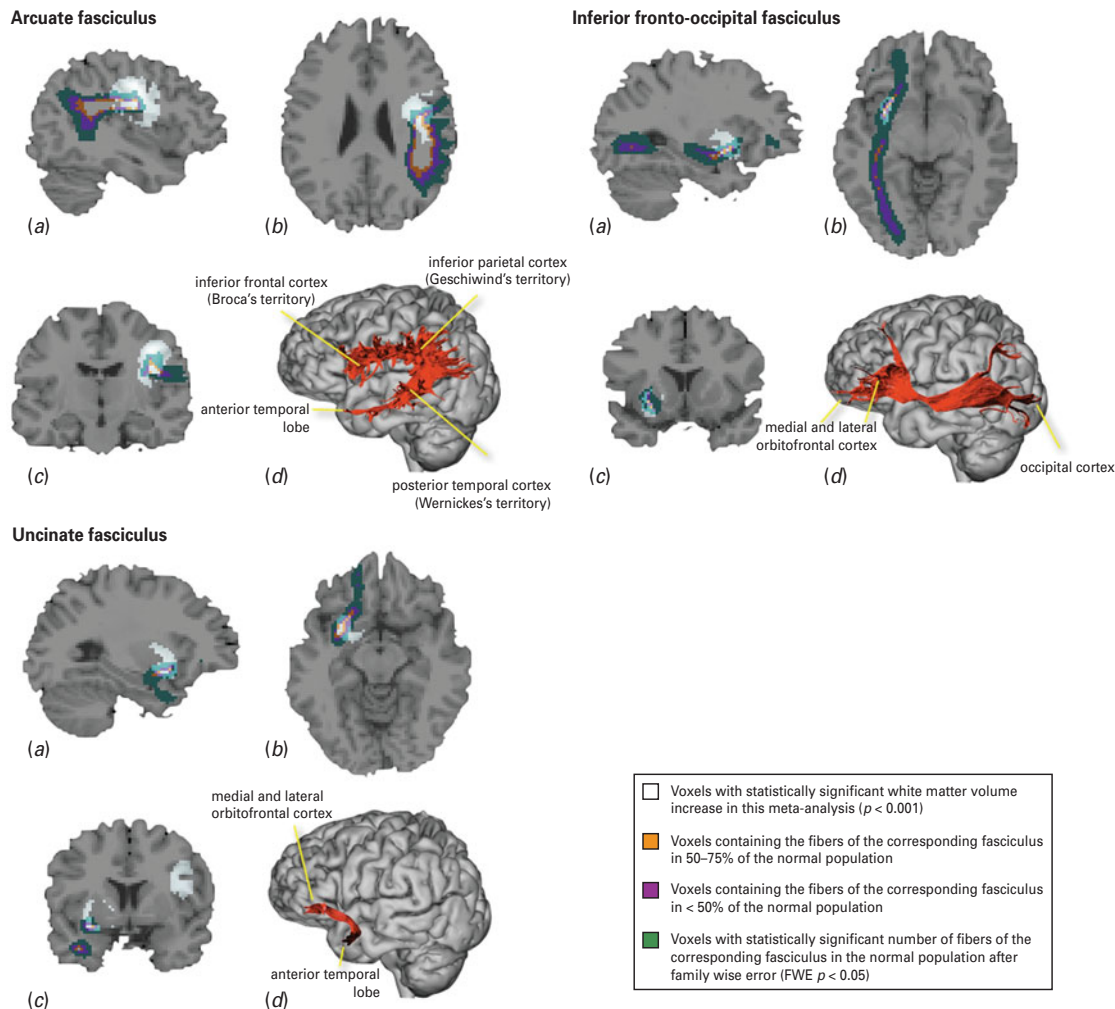 Arcuate fasciculus
(a)
(b)
inferior frontal cortex
(Broca's territory)
inferior parietal cortex
(Geschiwind's territory)
anterior temporal
lobe
(c)
(d)
posterior temporal cortex
(Wernickes's territory)
Inferior fronto-occipital fasciculus
(a)
(b)
medial and lateral
orbitofrontal cortex
occipital cortex
(c)
(d)
Uncinate fasciculus
(a)
(b)
medial and lateral
orbitofrontal cortex
anterior temporal
lobe
(c)
(d)
Voxels with statistically significant white matter volume
increase in this meta-analysis (p < 0.001)
Voxels containing the fibers of the corresponding fasciculus
in 50–75% of the normal population
Voxels containing the fibers of the corresponding fasciculus
in < 50% of the normal population
Voxels with statistically significant number of fibers of the
corresponding fasciculus in the normal population after
family wise error (FWE p < 0.05)